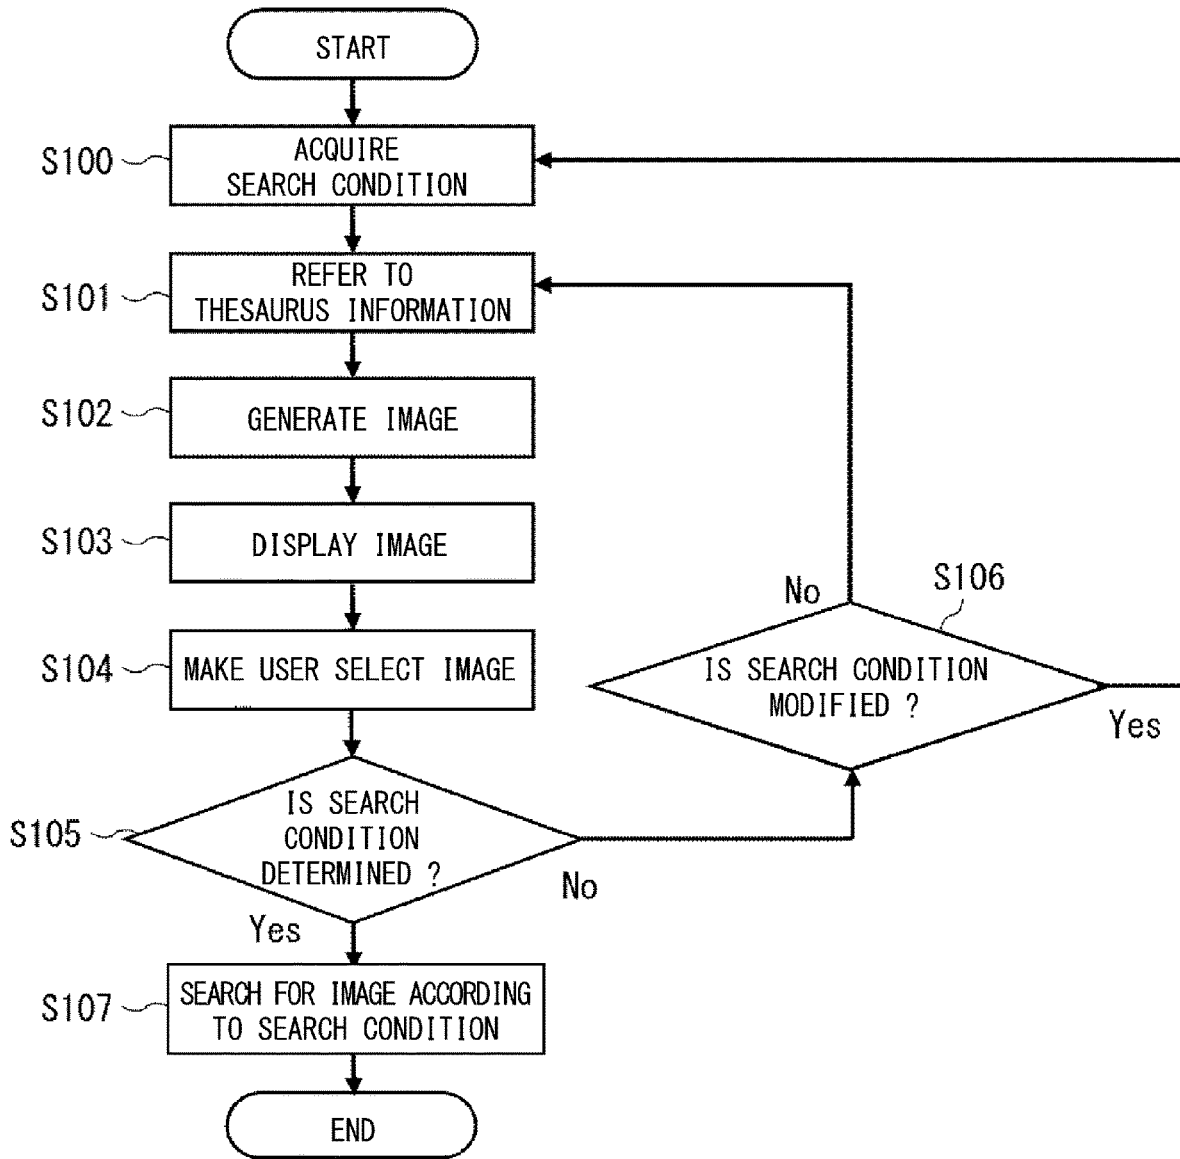 START
S100
ACQUIRE
SEARCH CONDITION
S101
REFER TO
THESAURUS INFORMATION
S102
GENERATE IMAGE
S103
DISPLAY IMAGE
S104
MAKE USER SELECT IMAGE
S105
IS SEARCH
CONDITION
DETERMINED ?
No
Yes
S106
IS SEARCH CONDITION
MODIFIED ?
No
Yes
S107
SEARCH FOR IMAGE ACCORDING
TO SEARCH CONDITION
END